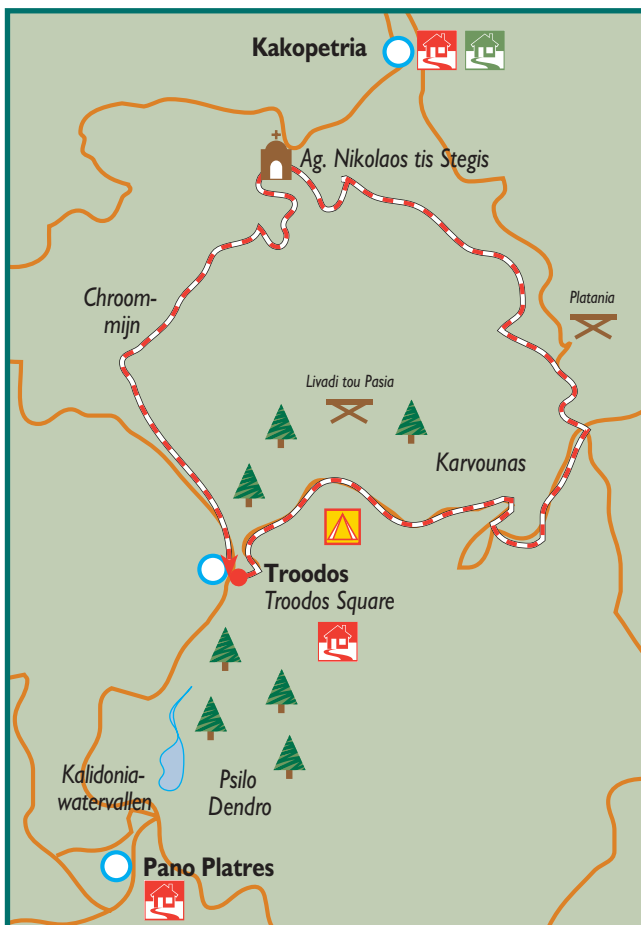 Kakopetria
Ag. Nikolaos tis Stegis
Chroom-
mijn
Platania
Livadi tou Pasia
Karvounas
Troodos
Troodos Square
Kalidonia-
watervallen
Psilo
Dendro
Pano Platres